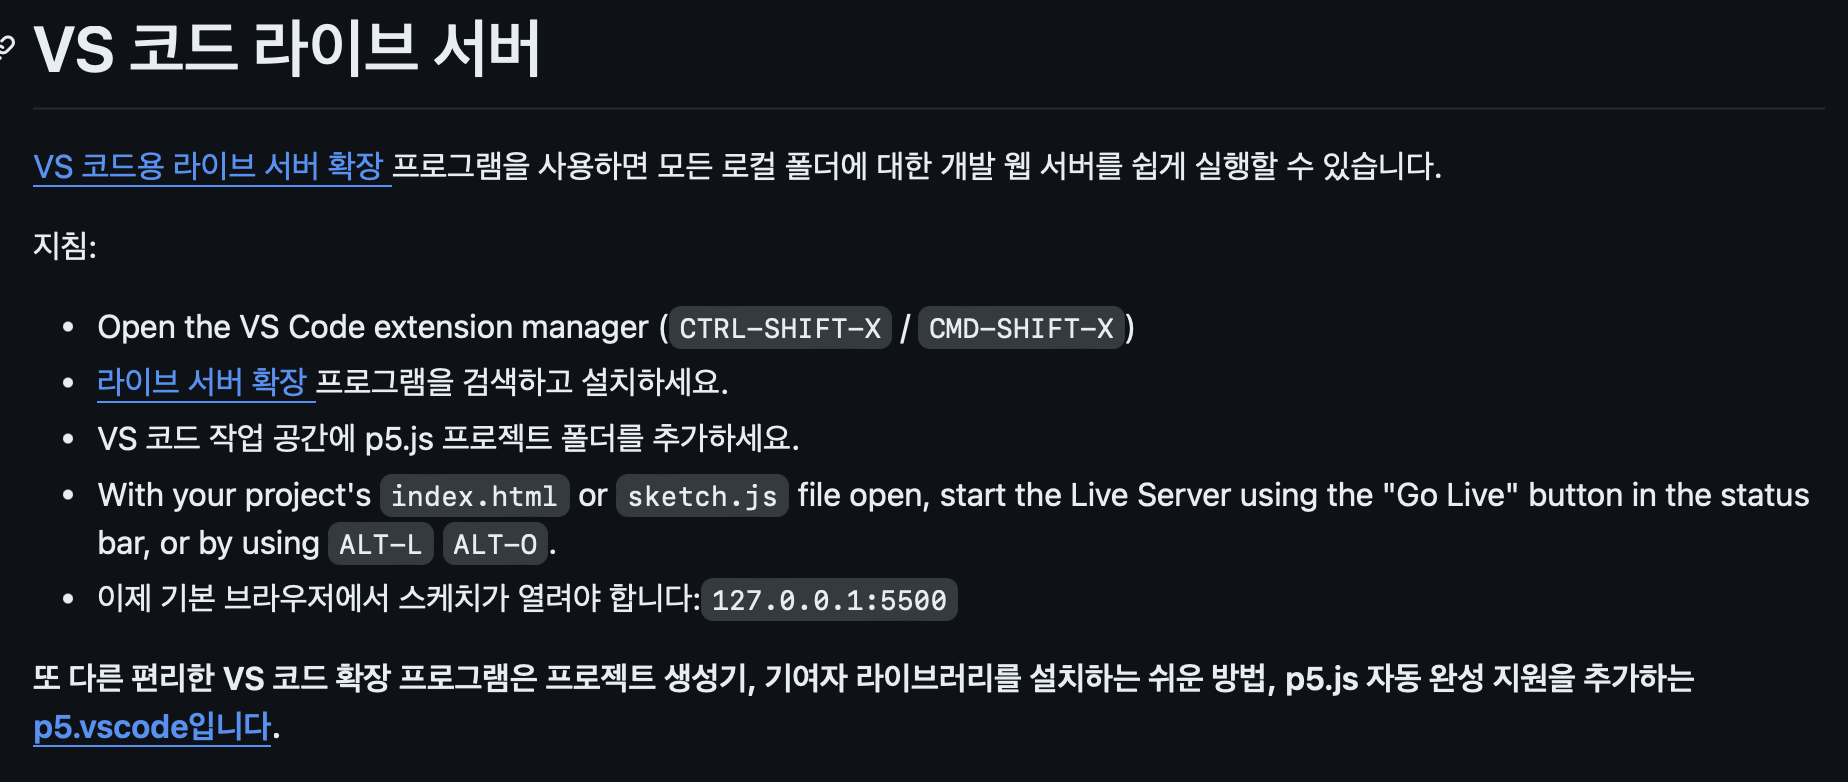 VS 코드 라이브 서버
VS 코드용 라이브 서버 확장 프로그램을 사용하면 모든 로컬 폴더에 대한 개발 웹 서버를 쉽게 실행할 수 있습니다.
지침:
• Open the VS Code extension manager (CTRL-SHIFT-X / CMD-SHIFT-X)
• 라이브 서버 확장 프로그램을 검색하고 설치하세요.
• VS 코드 작업 공간에 p5.js 프로젝트 폴더를 추가하세요.
• With your project's index.html or sketch.js file open, start the Live Server using the "Go Live" button in the status
bar, or by using ALT-L ALT-O.
• 이제 기본 브라우저에서 스케치가 열려야 합니다: 127.0.0.1:5500
또 다른 편리한 VS 코드 확장 프로그램은 프로젝트 생성기, 기여자 라이브러리를 설치하는 쉬운 방법, p5.js 자동 완성 지원을 추가하는
p5.vscode입니다.